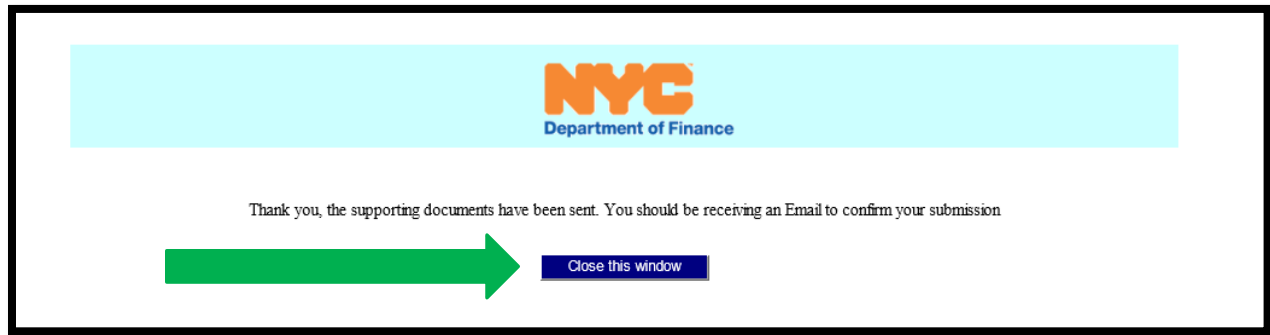 NYC
Department of Finance
Thank you, the supporting documents have been sent. You should be receiving an Email to confirm your submission
Close this window